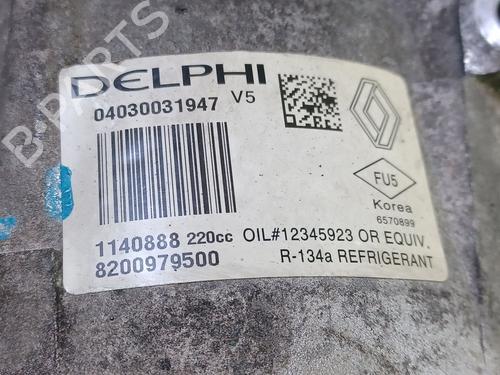 DELPHI
04030031947 V5
FU5
Korea
6570899
1140888 220cc OIL#12345923 OR EQUIV.
8200979500 R-134a REFRIGERANT
B-PARTS